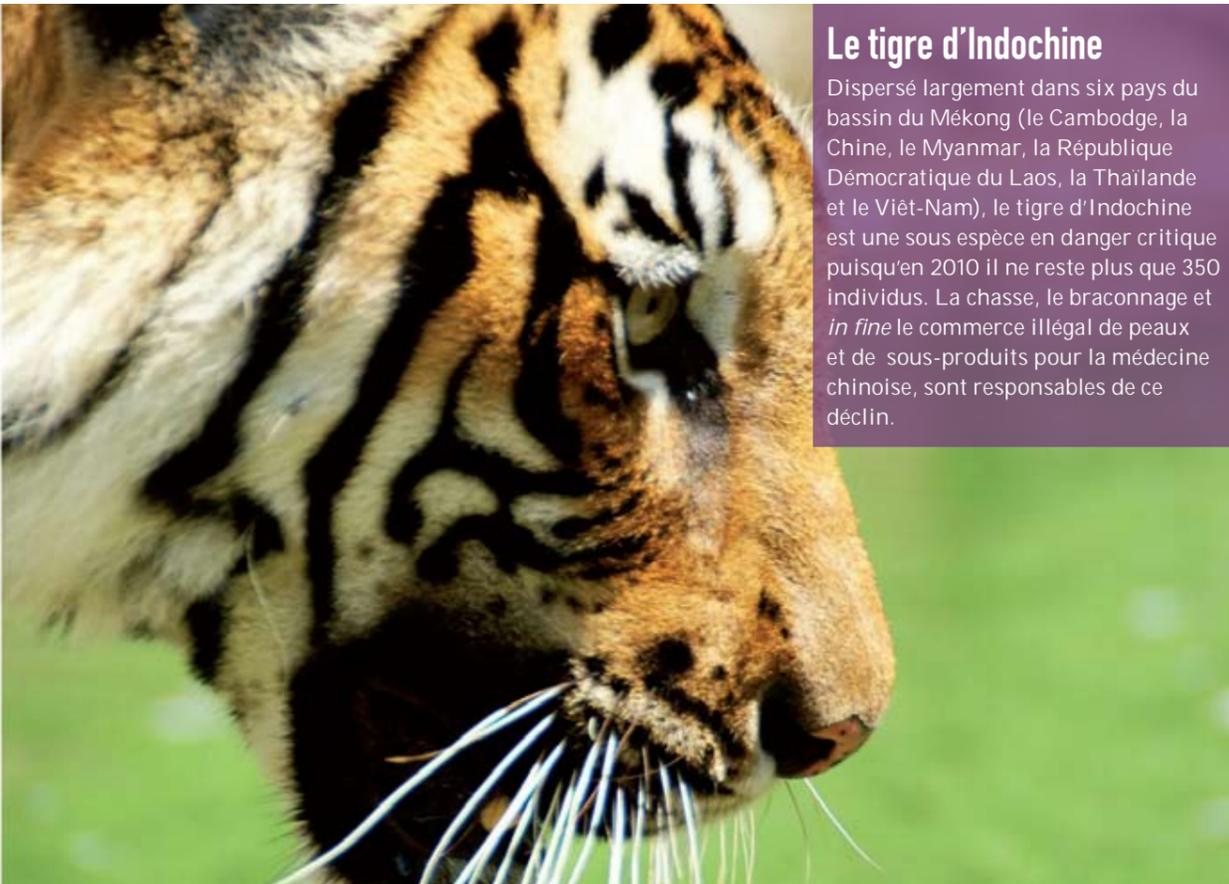 Le tigre d'Indochine
Dispersé largement dans six pays du
bassin du Mékong (le Cambodge, la
Chine, le Myanmar, la République
Démocratique du Laos, la Thaïlande
et le Viêt-Nam), le tigre d'Indochine
est une sous espèce en danger critique
puisqu'en 2010 il ne reste plus que 350
individus. La chasse, le braconnage et
in fine le commerce illégal de peaux
et de sous-produits pour la médecine
chinoise, sont responsables de ce
déclin.